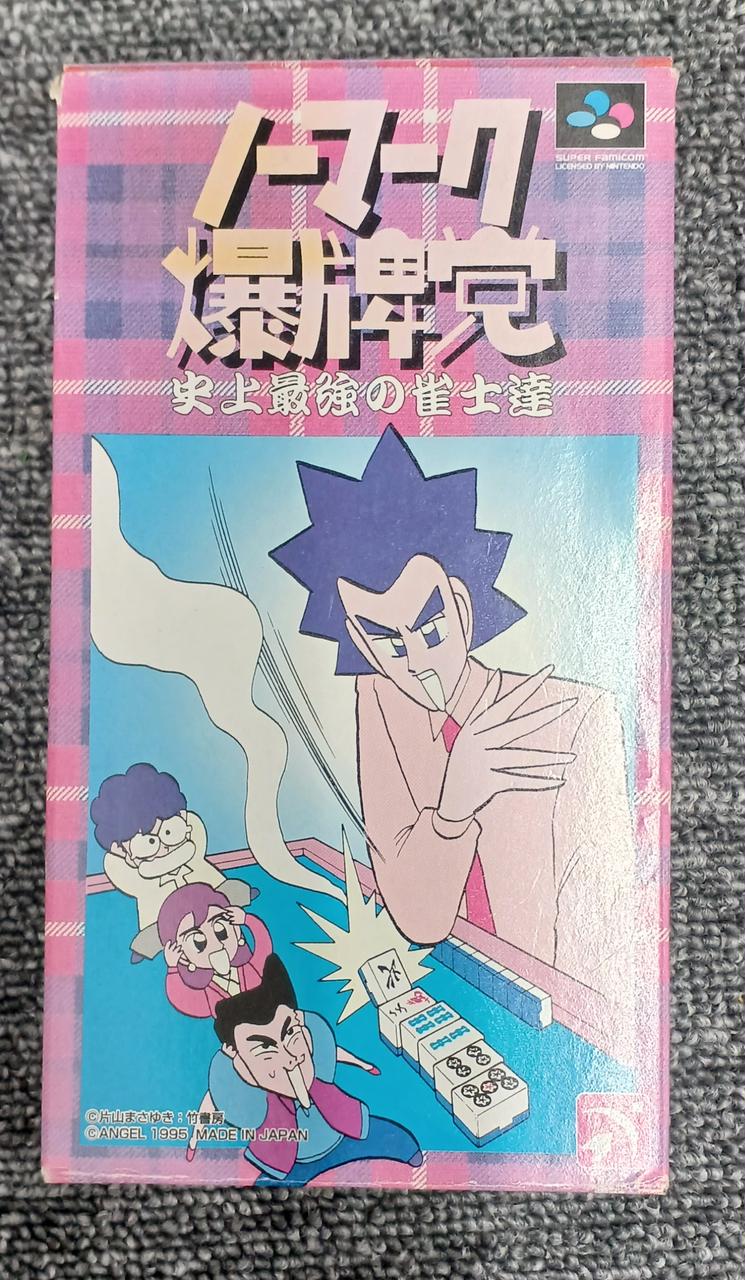 ノーマーク
爆牌党
史上最強の雀士達
SUPER FAMICOM
LICENSED BY NINTENDO
©片山まさゆき:竹書房
©ANGEL 1995 MADE IN JAPAN